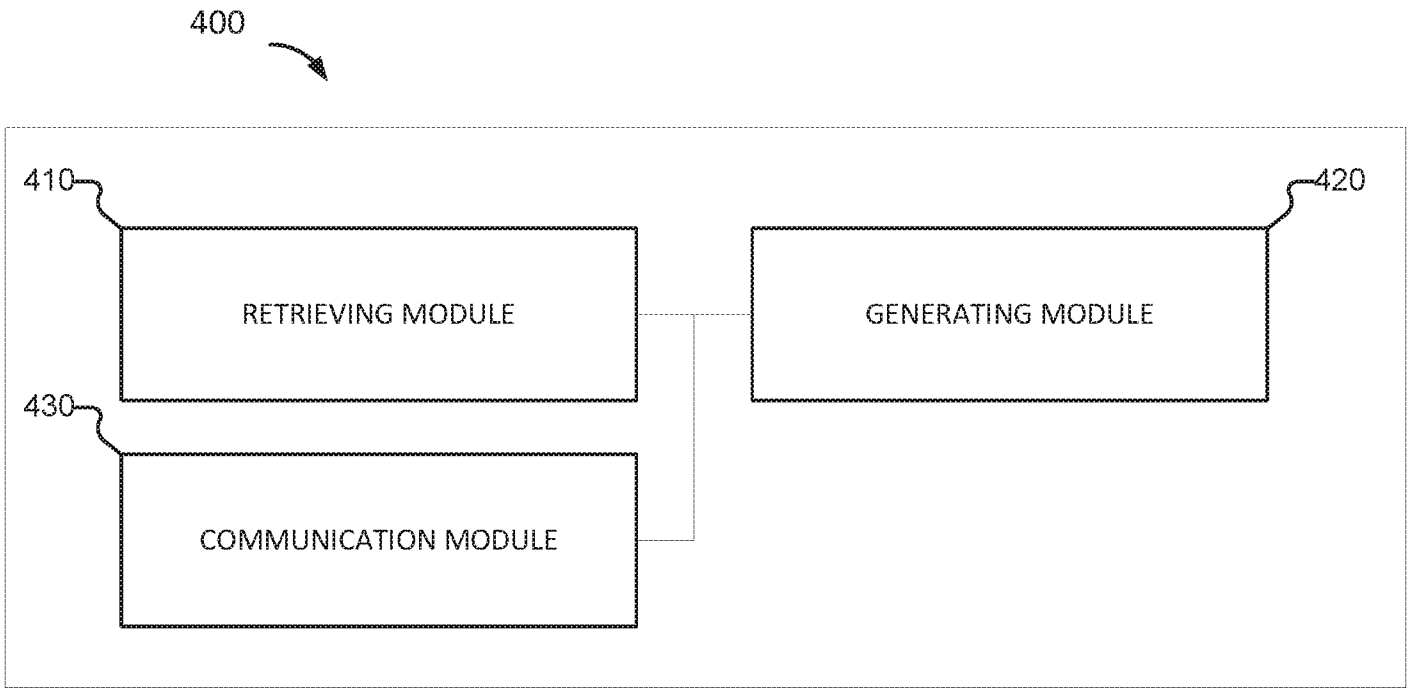 400
410
420
RETRIEVING MODULE
GENERATING MODULE
430
COMMUNICATION MODULE